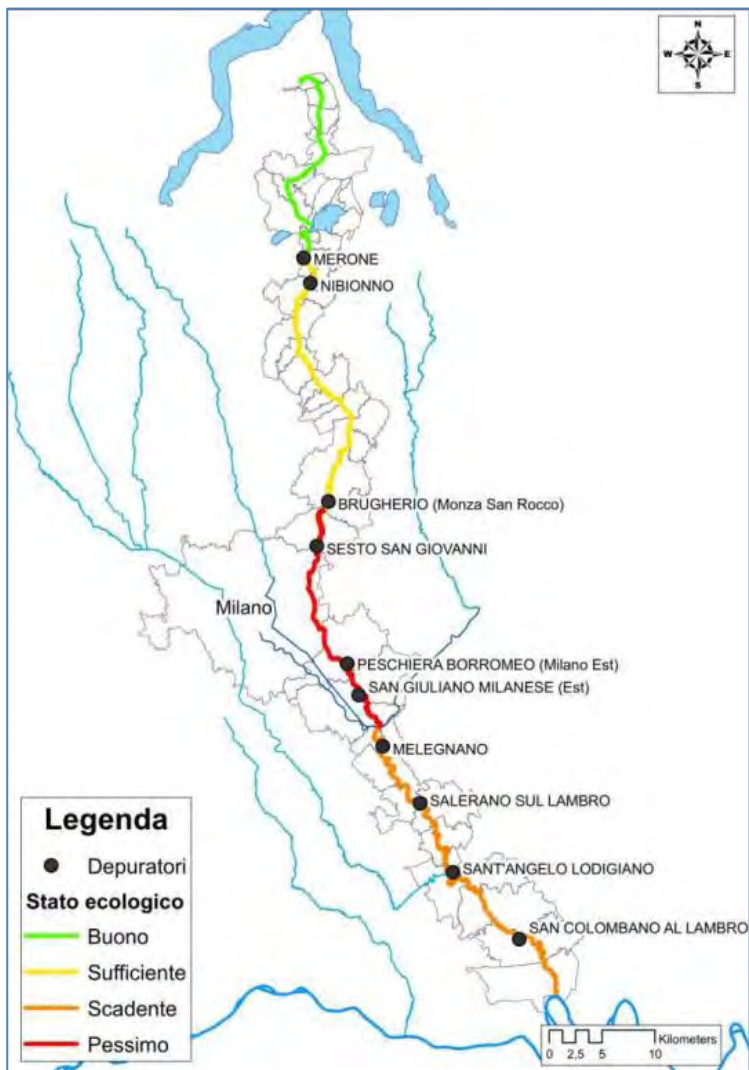 N
W E
S
MERONE
NIBIONNO
BRUGHERIO (Monza San Rocco)
SESTO SAN GIOVANNI
Milano
PESCHIERA BORROMEO (Milano Est)
SAN GIULIANO MILANESE (Est)
MELEGNANO
SALERANO SUL LAMBRO
SANT'ANGELO LODIGIANO
SAN COLOMBANO AL LAMBRO
Legenda
Depuratori
Stato ecologico
Buono
Sufficiente
Scadente
Pessimo
Kilometers
0 2,5 5 10